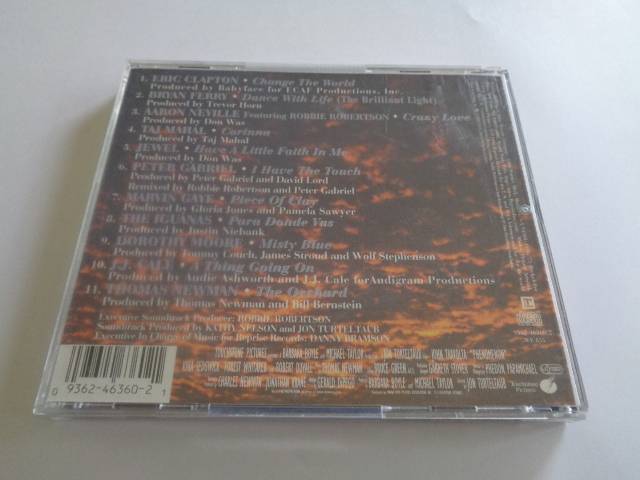 1. ERIC CLAPTON • Change The World
Produced by Babyface for ECAF Productions, Inc.
2. BRYAN FERRY • Dance With Life (The Brilliant Light)
Produced by Trevor Horn
3. AARON NEVILLE Featuring ROBBIE ROBERTSON • Crazy Love
Produced by Don Was
4. TAJ MAHAL • Corinna
Produced by Taj Mahal
5. JEWEL • Have A Little Faith In Me
Produced by Don Was
6. PETER GABRIEL • I Have The Touch
Produced by Peter Gabriel and David Lord
Remixed by Robbie Robertson and Peter Gabriel
7. MARVIN GAYE • Piece Of Clay
Produced by Gloria Jones and Pamela Sawyer
8. THE IGUANAS • Para Donde Vas
Produced by Justin Niebank
9. DOROTHY MOORE • Misty Blue
Produced by Tommy Couch, James Stroud and Wolf Stephenson
10. J.J. CALE • A Thing Going On
Produced by Audie Ashworth and J.J. Cale for Audigram Productions
11. THOMAS NEWMAN • The Orchard
Produced by Thomas Newman and Bill Bernstein
Executive Soundtrack Producer: ROBBIE ROBERTSON
Soundtrack Produced by KATHY NELSON and JON TURTELTAUB
Executive In Charge of Music for Reprise Records: DANNY BRAMSON
TOUCHSTONE PICTURES BARBARA BOYLE MICHAEL TAYLOR JON TURTELTAUB JOHN TRAVOLTA "PHENOMENON"
KYRA SEDGWICK FOREST WHITAKER ROBERT DUVALL THOMAS NEWMAN BRUCE GREEN GARRETH STOVER PHEDON PAPAMICHAEL
CHARLES NEWIRTH JONATHAN KRANE GERALD DIPEGO BARBARA BOYLE MICHAEL TAYLOR JON TURTELTAUB
Touchstone
Pictures
0 9362-46360-2 1